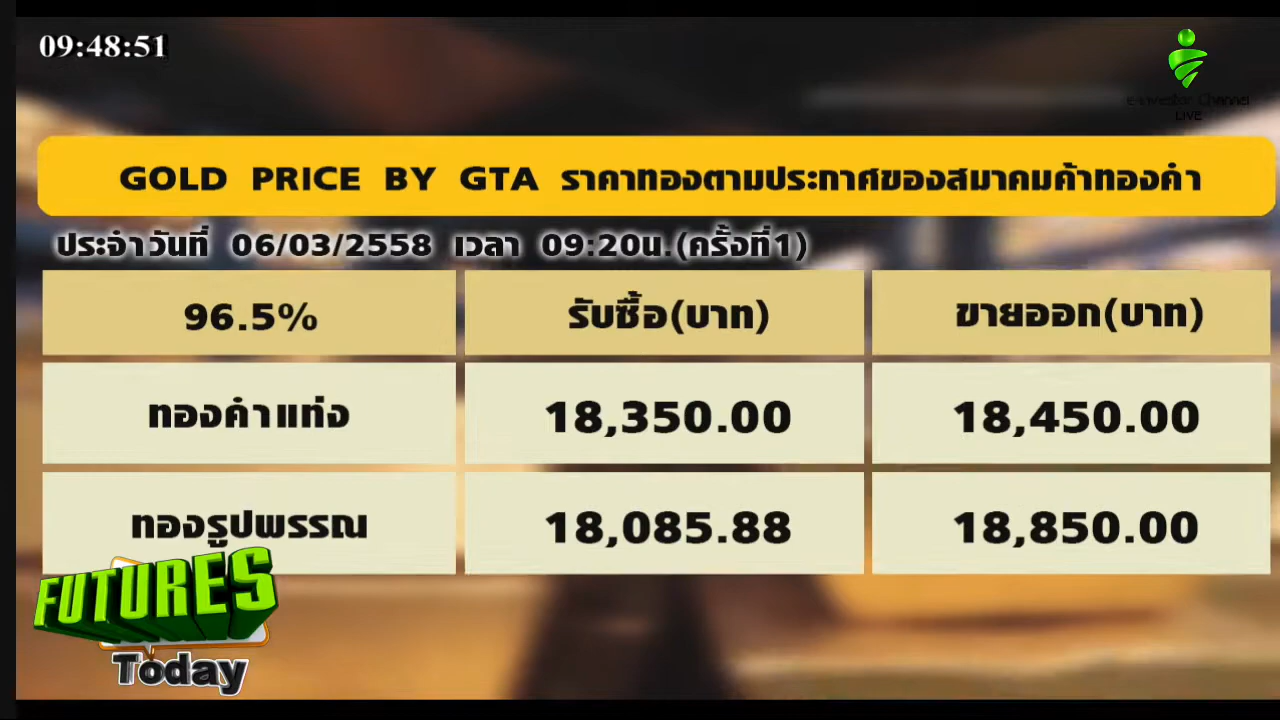 09:48:51
e-investor Channel
LIVE
GOLD PRICE BY GTA ราคาทองตามประกาศของสมาคมค้าทองคำ
ประจำวันที่ 06/03/2558 เวลา 09:20น.(ครั้งที่1)
96.5% รับซื้อ(บาท) ขายออก(บาท)
ทองคำแท่ง 18,350.00 18,450.00
ทองรูปพรรณ 18,085.88 18,850.00
FUTURES
Today